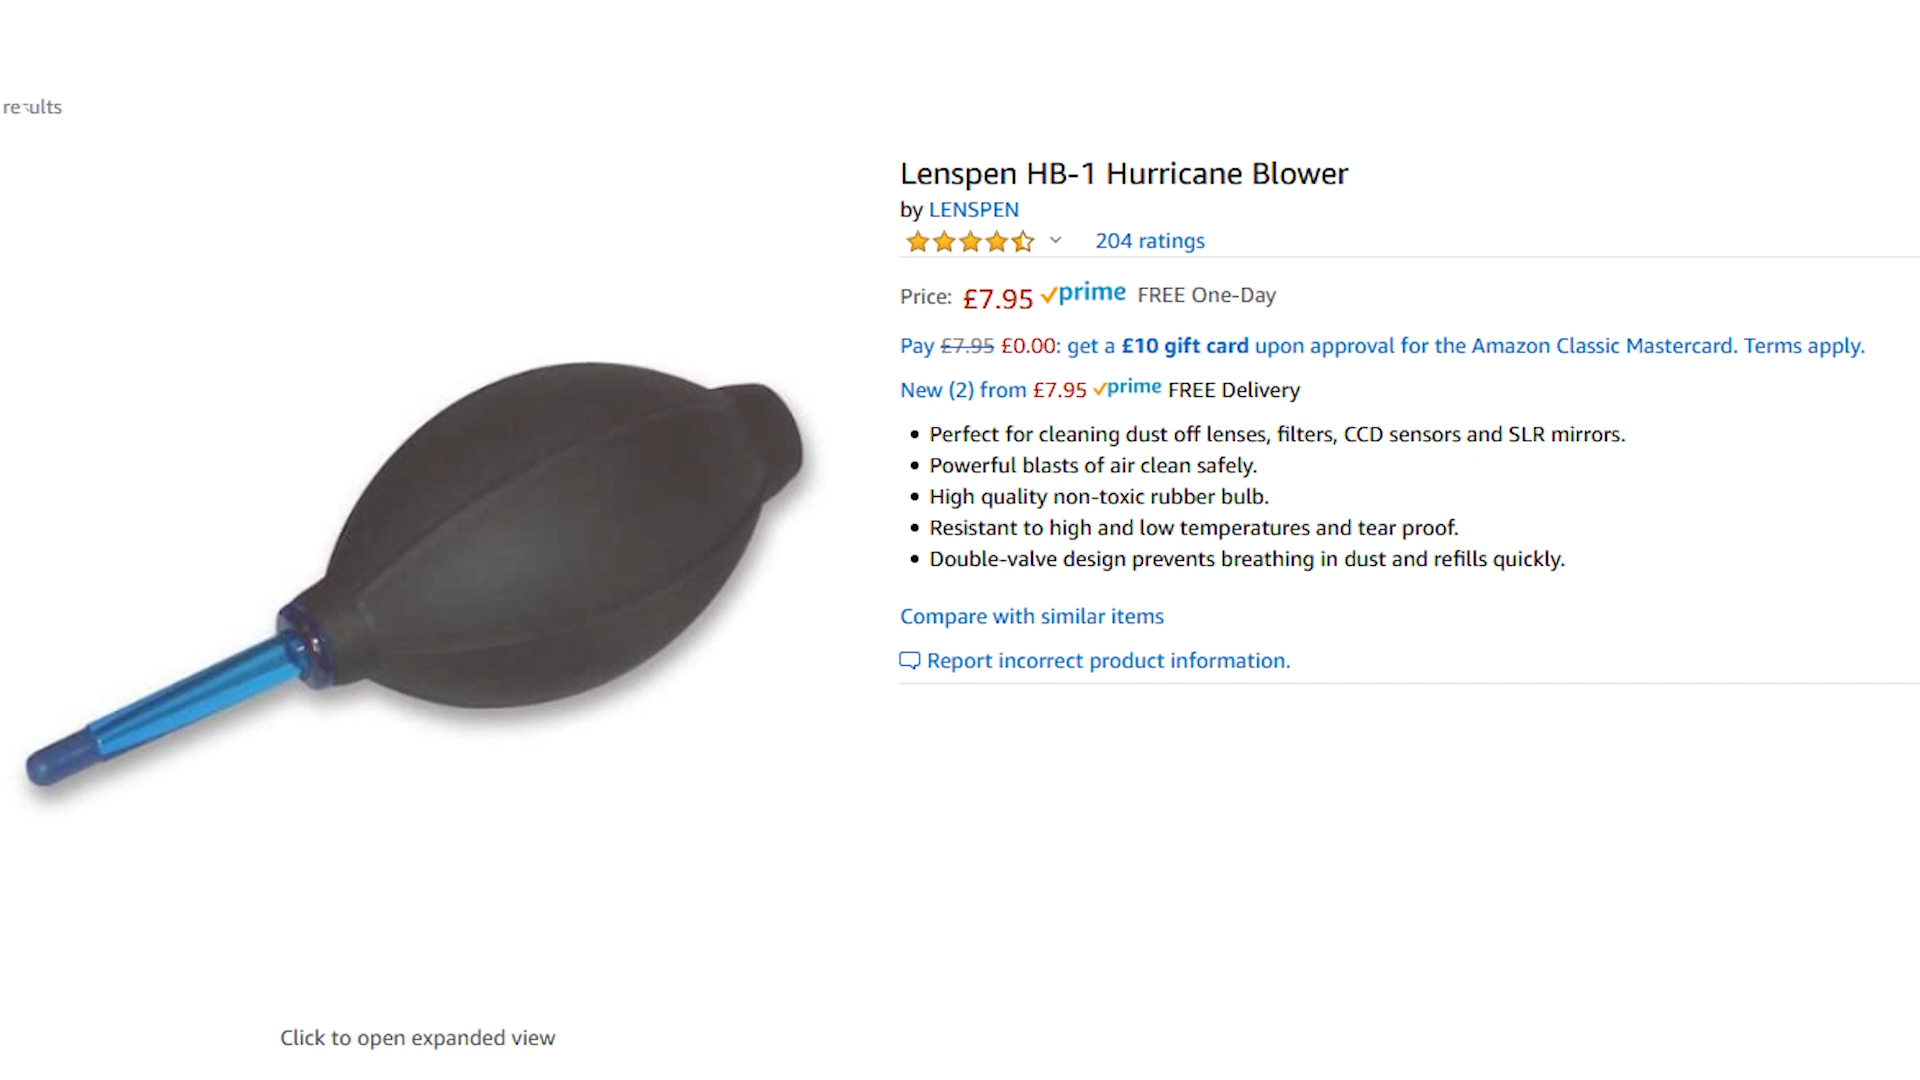 results
Lenspen HB-1 Hurricane Blower
by LENSPEN
204 ratings
Price: £7.95 prime FREE One-Day
Pay £7.95 £0.00: get a £10 gift card upon approval for the Amazon Classic Mastercard. Terms apply.
New (2) from £7.95 prime FREE Delivery
Perfect for cleaning dust off lenses, filters, CCD sensors and SLR mirrors.
Powerful blasts of air clean safely.
High quality non-toxic rubber bulb.
Resistant to high and low temperatures and tear proof.
Double-valve design prevents breathing in dust and refills quickly.
Compare with similar items
Report incorrect product information.
Click to open expanded view